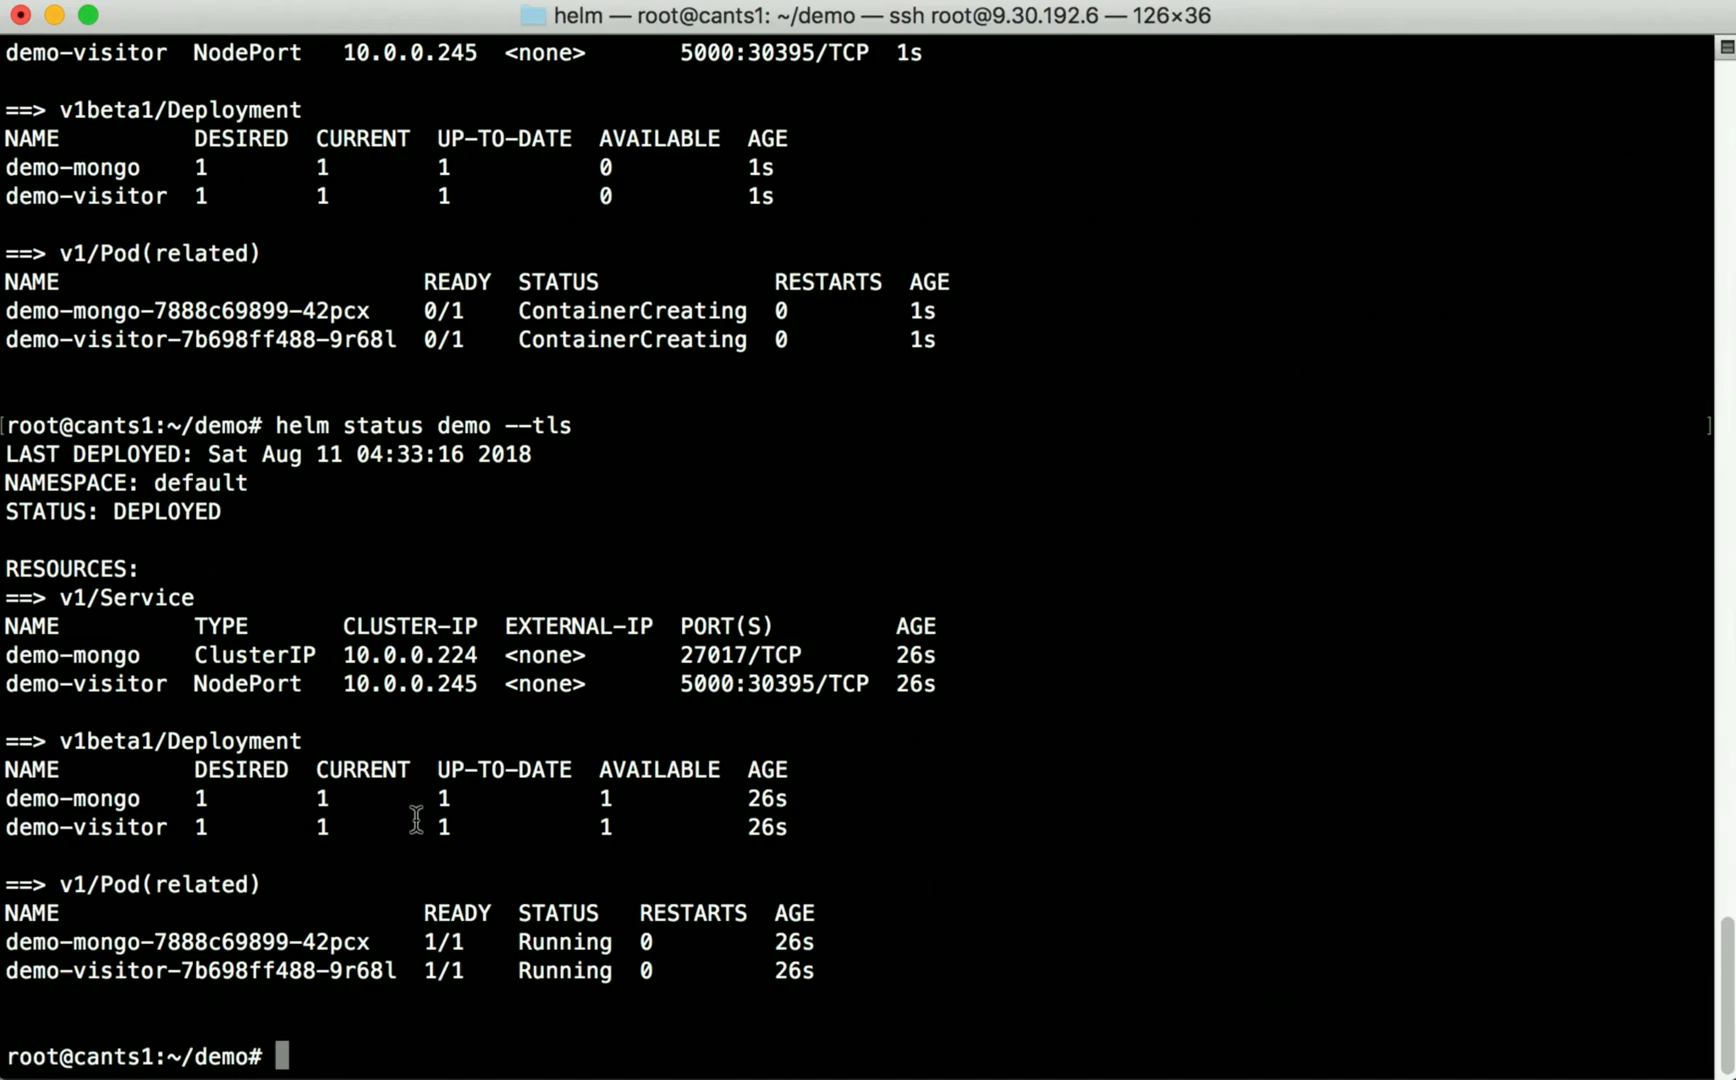 helm — root@cants1: ~/demo — ssh root@9.30.192.6 — 126×36
demo-visitor  NodePort   10.0.0.245  <none>       5000:30395/TCP  1s
==> v1beta1/Deployment
NAME          DESIRED  CURRENT  UP-TO-DATE  AVAILABLE  AGE
demo-mongo    1        1        1           0          1s
demo-visitor  1        1        1           0          1s
==> v1/Pod(related)
NAME                           READY  STATUS             RESTARTS  AGE
demo-mongo-7888c69899-42pcx    0/1    ContainerCreating  0         1s
demo-visitor-7b698ff488-9r68l  0/1    ContainerCreating  0         1s
[root@cants1:~/demo# helm status demo --tls ]
LAST DEPLOYED: Sat Aug 11 04:33:16 2018
NAMESPACE: default
STATUS: DEPLOYED
RESOURCES:
==> v1/Service
NAME          TYPE       CLUSTER-IP  EXTERNAL-IP  PORT(S)         AGE
demo-mongo    ClusterIP  10.0.0.224  <none>       27017/TCP       26s
demo-visitor  NodePort   10.0.0.245  <none>       5000:30395/TCP  26s
==> v1beta1/Deployment
NAME          DESIRED  CURRENT  UP-TO-DATE  AVAILABLE  AGE
demo-mongo    1        1        1           1          26s
demo-visitor  1        1        1           1          26s
==> v1/Pod(related)
NAME                           READY  STATUS   RESTARTS  AGE
demo-mongo-7888c69899-42pcx    1/1    Running  0         26s
demo-visitor-7b698ff488-9r68l  1/1    Running  0         26s
root@cants1:~/demo#